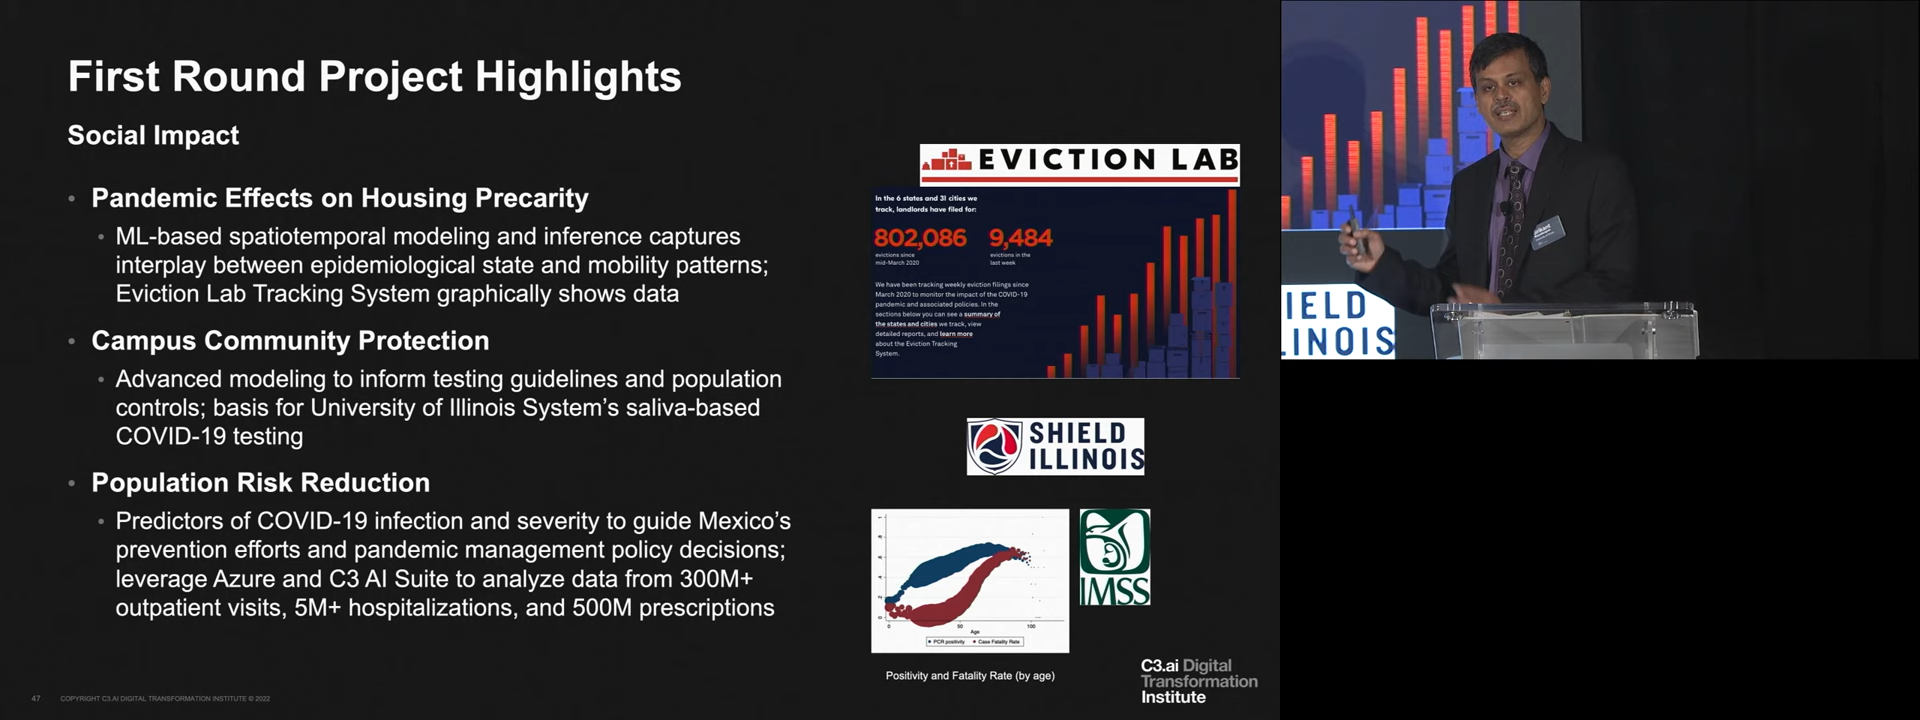 First Round Project Highlights
Social Impact
• Pandemic Effects on Housing Precarity
• ML-based spatiotemporal modeling and inference captures
interplay between epidemiological state and mobility patterns;
Eviction Lab Tracking System graphically shows data
• Campus Community Protection
• Advanced modeling to inform testing guidelines and population
controls; basis for University of Illinois System’s saliva-based
COVID-19 testing
• Population Risk Reduction
• Predictors of COVID-19 infection and severity to guide Mexico’s
prevention efforts and pandemic management policy decisions;
leverage Azure and C3 AI Suite to analyze data from 300M+
outpatient visits, 5M+ hospitalizations, and 500M prescriptions
EVICTION LAB
In the 6 states and 31 cities we
track, landlords have filed for:
802,086 9,484
evictions since
mid-March 2020
evictions in the
last week
We have been tracking weekly eviction filings since
March 2020 to monitor the impact of the COVID-19
pandemic and associated policies. In the
sections below you can see a summary of
the states and cities we track, view
detailed reports, and learn more
about the Eviction Tracking
System.
SHIELD
ILLINOIS
0 50 100
Age
PCR positivity Case Fatality Rate
IMSS
Positivity and Fatality Rate (by age)
C3.ai Digital
Transformation
Institute
47 COPYRIGHT C3.AI DIGITAL TRANSFORMATION INSTITUTE © 2022
IELD
LINOIS